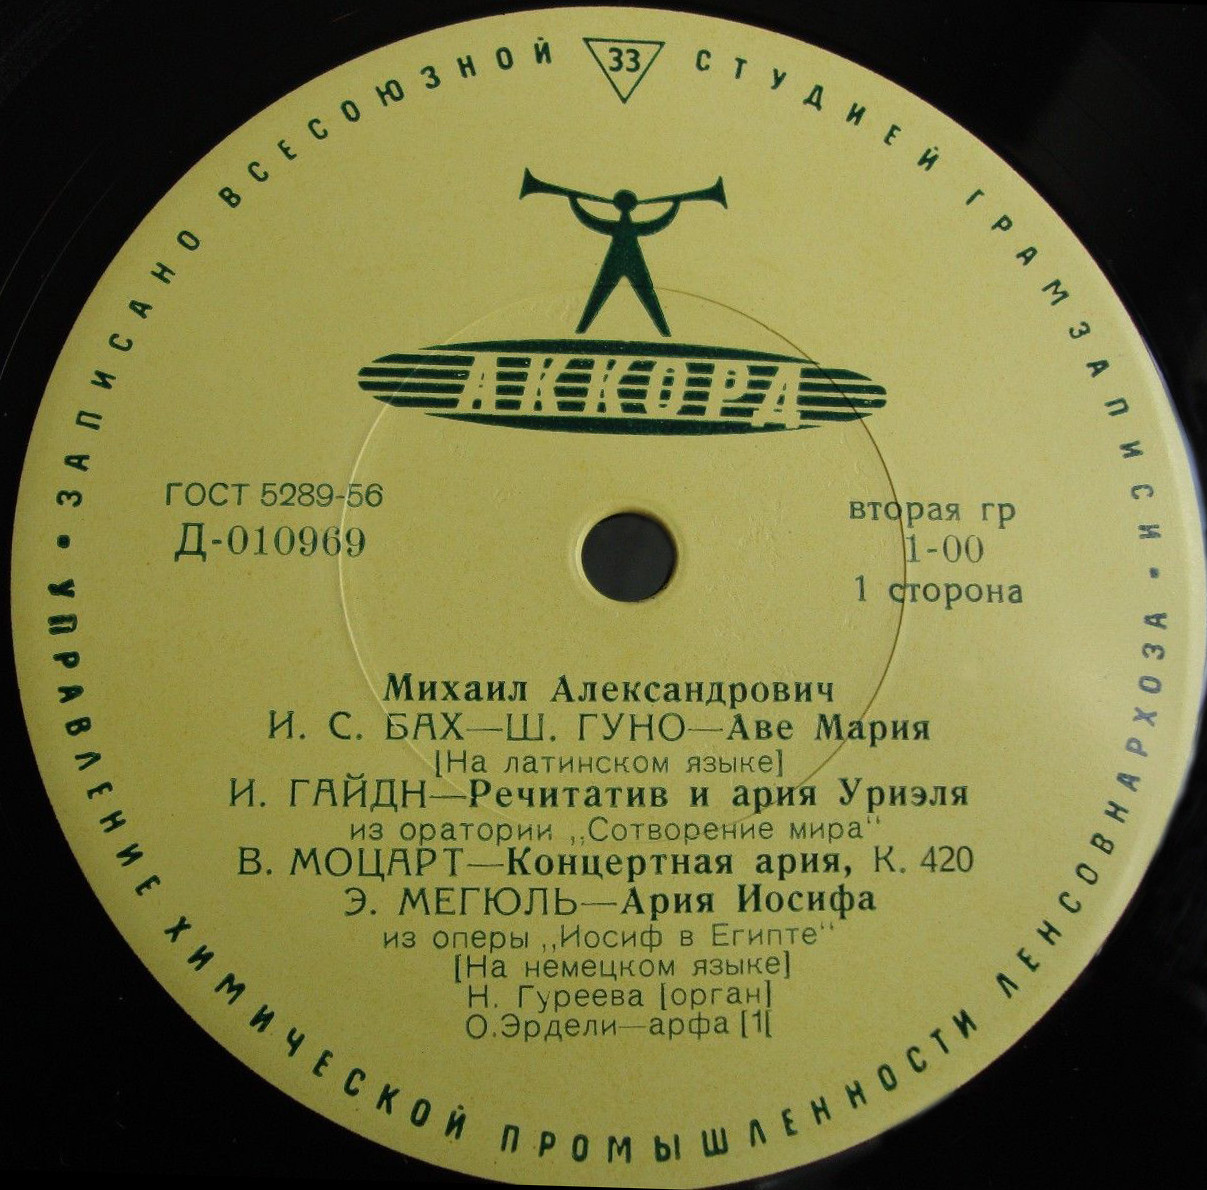 ЗАПИСАНО ВСЕСОЮЗНОЙ СТУДИЕЙ ГРАМЗАПИСИ •
33
АККОРД
ГОСТ 5289-56
Д-010969
вторая гр
1-00
1 сторона
Михаил Александрович
И. С. БАХ—Ш. ГУНО—Аве Мария
[На латинском языке]
И. ГАЙДН—Речитатив и ария Уриэля
из оратории „Сотворение мира“
В. МОЦАРТ—Концертная ария, К. 420
Э. МЕГЮЛЬ—Ария Иосифа
из оперы „Иосиф в Египте“
[На немецком языке]
Н. Гуреева [орган]
О.Эрдели—арфа [1[
УПРАВЛЕНИЕ ХИМИЧЕСКОЙ ПРОМЫШЛЕННОСТИ ЛЕНСОВНАРХОЗА •